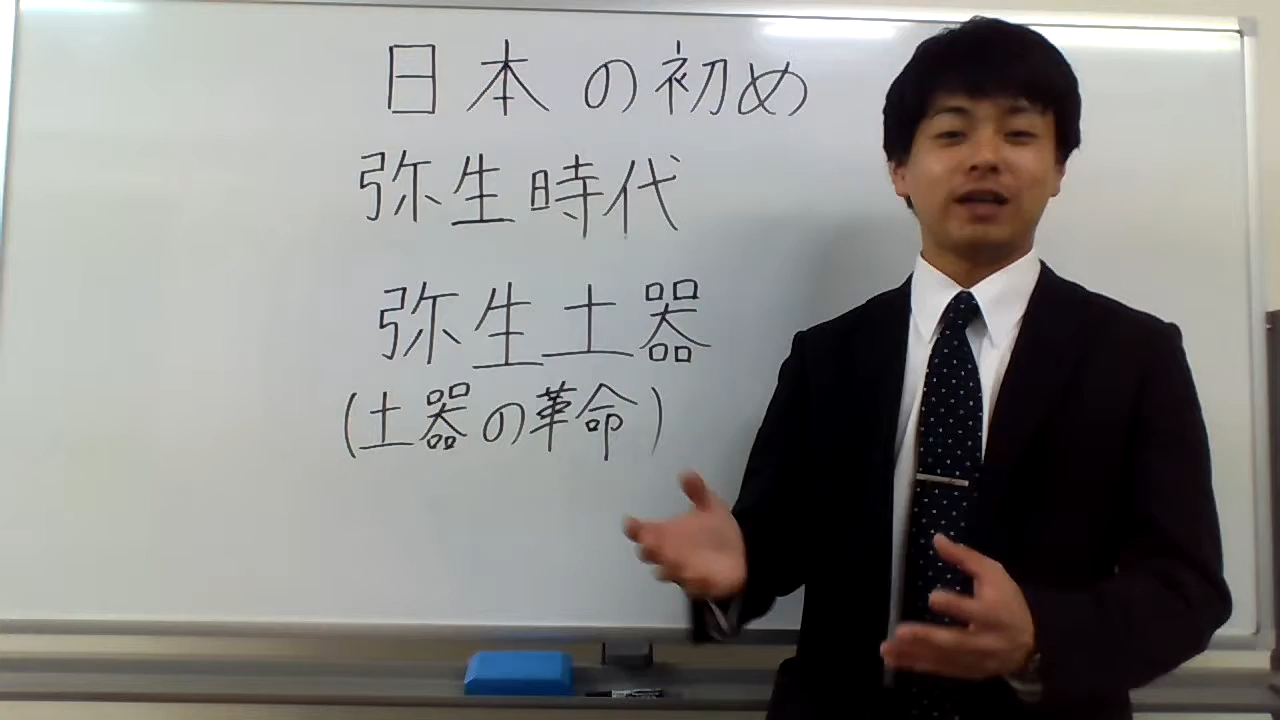 日本の初め
弥生時代
弥生土器
(土器の革命)